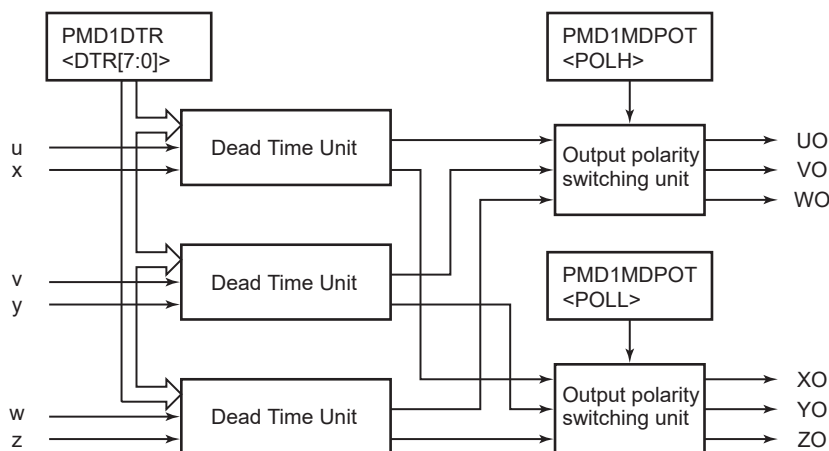 PMD1DTR
<DTR[7:0]>
PMD1MDPOT
<POLH>
u
x
Dead Time Unit
Output polarity
switching unit
UO
VO
WO
v
y
Dead Time Unit
PMD1MDPOT
<POLL>
w
z
Dead Time Unit
Output polarity
switching unit
XO
YO
ZO